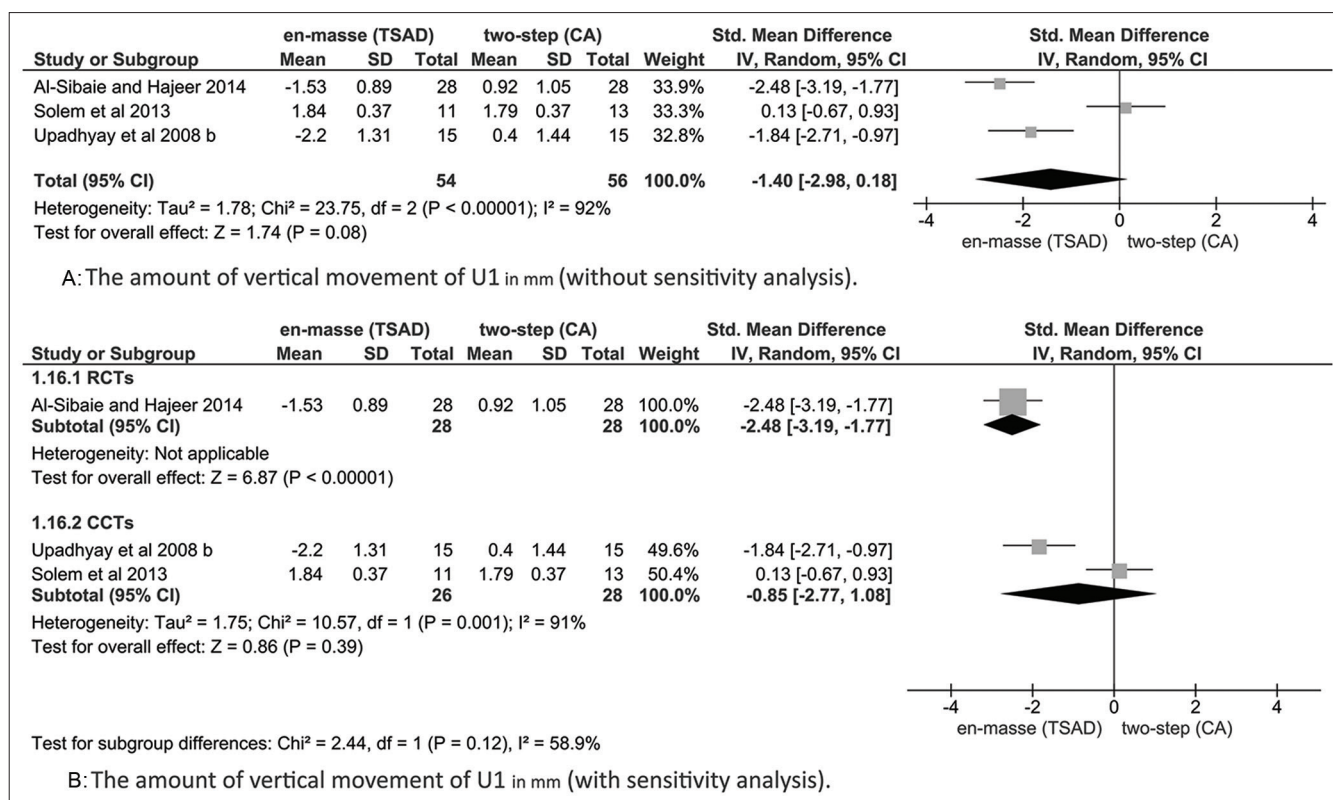 en-masse (TSAD) two-step (CA) Std. Mean Difference Std. Mean Difference
Study or Subgroup Mean SD Total Mean SD Total Weight IV, Random, 95% CI IV, Random, 95% CI
Al-Sibaie and Hajeer 2014 -1.53 0.89 28 0.92 1.05 28 33.9% -2.48 [-3.19, -1.77]
Solem et al 2013 1.84 0.37 11 1.79 0.37 13 33.3% 0.13 [-0.67, 0.93]
Upadhyay et al 2008 b -2.2 1.31 15 0.4 1.44 15 32.8% -1.84 [-2.71, -0.97]
Total (95% CI) 54 56 100.0% -1.40 [-2.98, 0.18]
Heterogeneity: Tau² = 1.78; Chi² = 23.75, df = 2 (P < 0.00001); I² = 92%
Test for overall effect: Z = 1.74 (P = 0.08)
-4 -2 0 2 4
en-masse (TSAD) two-step (CA)
A: The amount of vertical movement of U1 in mm (without sensitivity analysis).
en-masse (TSAD) two-step (CA) Std. Mean Difference Std. Mean Difference
Study or Subgroup Mean SD Total Mean SD Total Weight IV, Random, 95% CI IV, Random, 95% CI
1.16.1 RCTs
Al-Sibaie and Hajeer 2014 -1.53 0.89 28 0.92 1.05 28 100.0% -2.48 [-3.19, -1.77]
Subtotal (95% CI) 28 28 100.0% -2.48 [-3.19, -1.77]
Heterogeneity: Not applicable
Test for overall effect: Z = 6.87 (P < 0.00001)
1.16.2 CCTs
Upadhyay et al 2008 b -2.2 1.31 15 0.4 1.44 15 49.6% -1.84 [-2.71, -0.97]
Solem et al 2013 1.84 0.37 11 1.79 0.37 13 50.4% 0.13 [-0.67, 0.93]
Subtotal (95% CI) 26 28 100.0% -0.85 [-2.77, 1.08]
Heterogeneity: Tau² = 1.75; Chi² = 10.57, df = 1 (P = 0.001); I² = 91%
Test for overall effect: Z = 0.86 (P = 0.39)
-4 -2 0 2 4
en-masse (TSAD) two-step (CA)
Test for subgroup differences: Chi² = 2.44, df = 1 (P = 0.12), I² = 58.9%
B: The amount of vertical movement of U1 in mm (with sensitivity analysis).